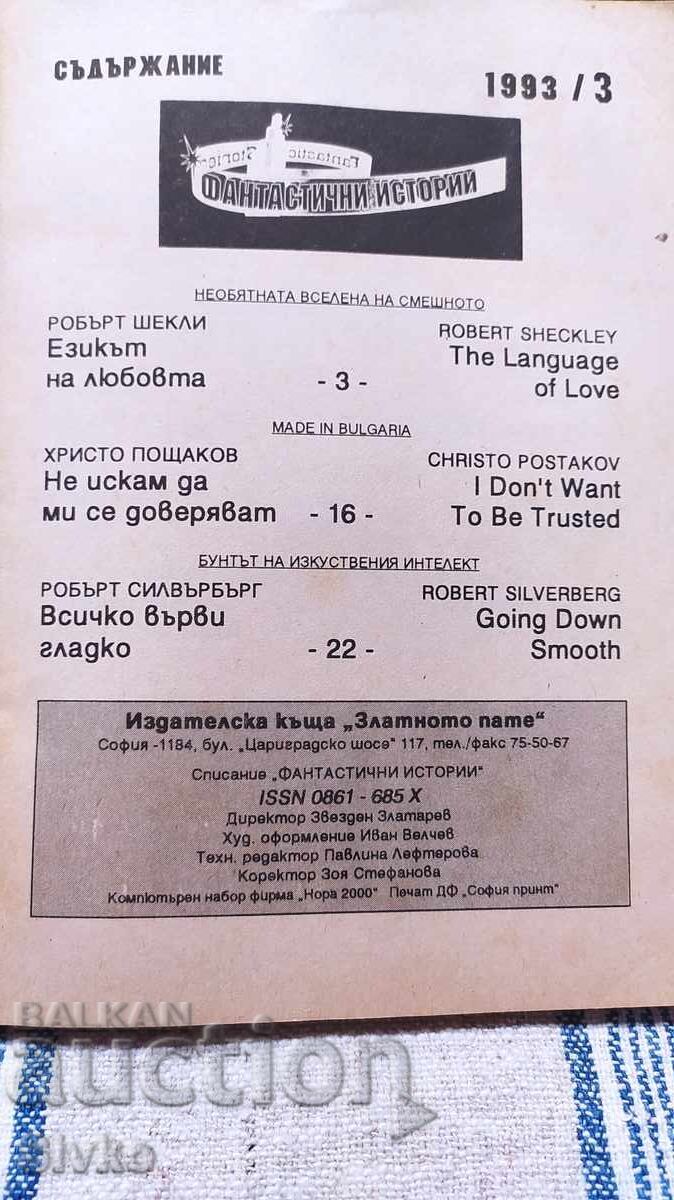 СЪДЪРЖАНИЕ
1993 / 3
Fantastic Stories
ФАНТАСТИЧНИ ИСТОРИИ
НЕОБЯТНАТА ВСЕЛЕНА НА СМЕШНОТО
РОБЪРТ ШЕКЛИ ROBERT SHECKLEY
Езикът The Language
на любовта - 3 - of Love
MADE IN BULGARIA
ХРИСТО ПОЩАКОВ CHRISTO POSTAKOV
Не искам да I Don't Want
ми се доверяват - 16 - To Be Trusted
БУНТЪТ НА ИЗКУСТВЕНИЯ ИНТЕЛЕКТ
РОБЪРТ СИЛВЪРБЪРГ ROBERT SILVERBERG
Всичко върви Going Down
гладко - 22 - Smooth
Издателска къща „Златното пате“
София -1184, бул. „Цариградско шосе“ 117, тел./факс 75-50-67
Списание „ФАНТАСТИЧНИ ИСТОРИИ“
ISSN 0861 - 685 X
Директор Звезден Златарев
Худ. оформление Иван Велчев
Техн. редактор Павлина Лефтерова
Коректор Зоя Стефанова
Компютърен набор фирма „Нора 2000“ Печат ДФ „София принт“
BALKAN
auction
Slvko